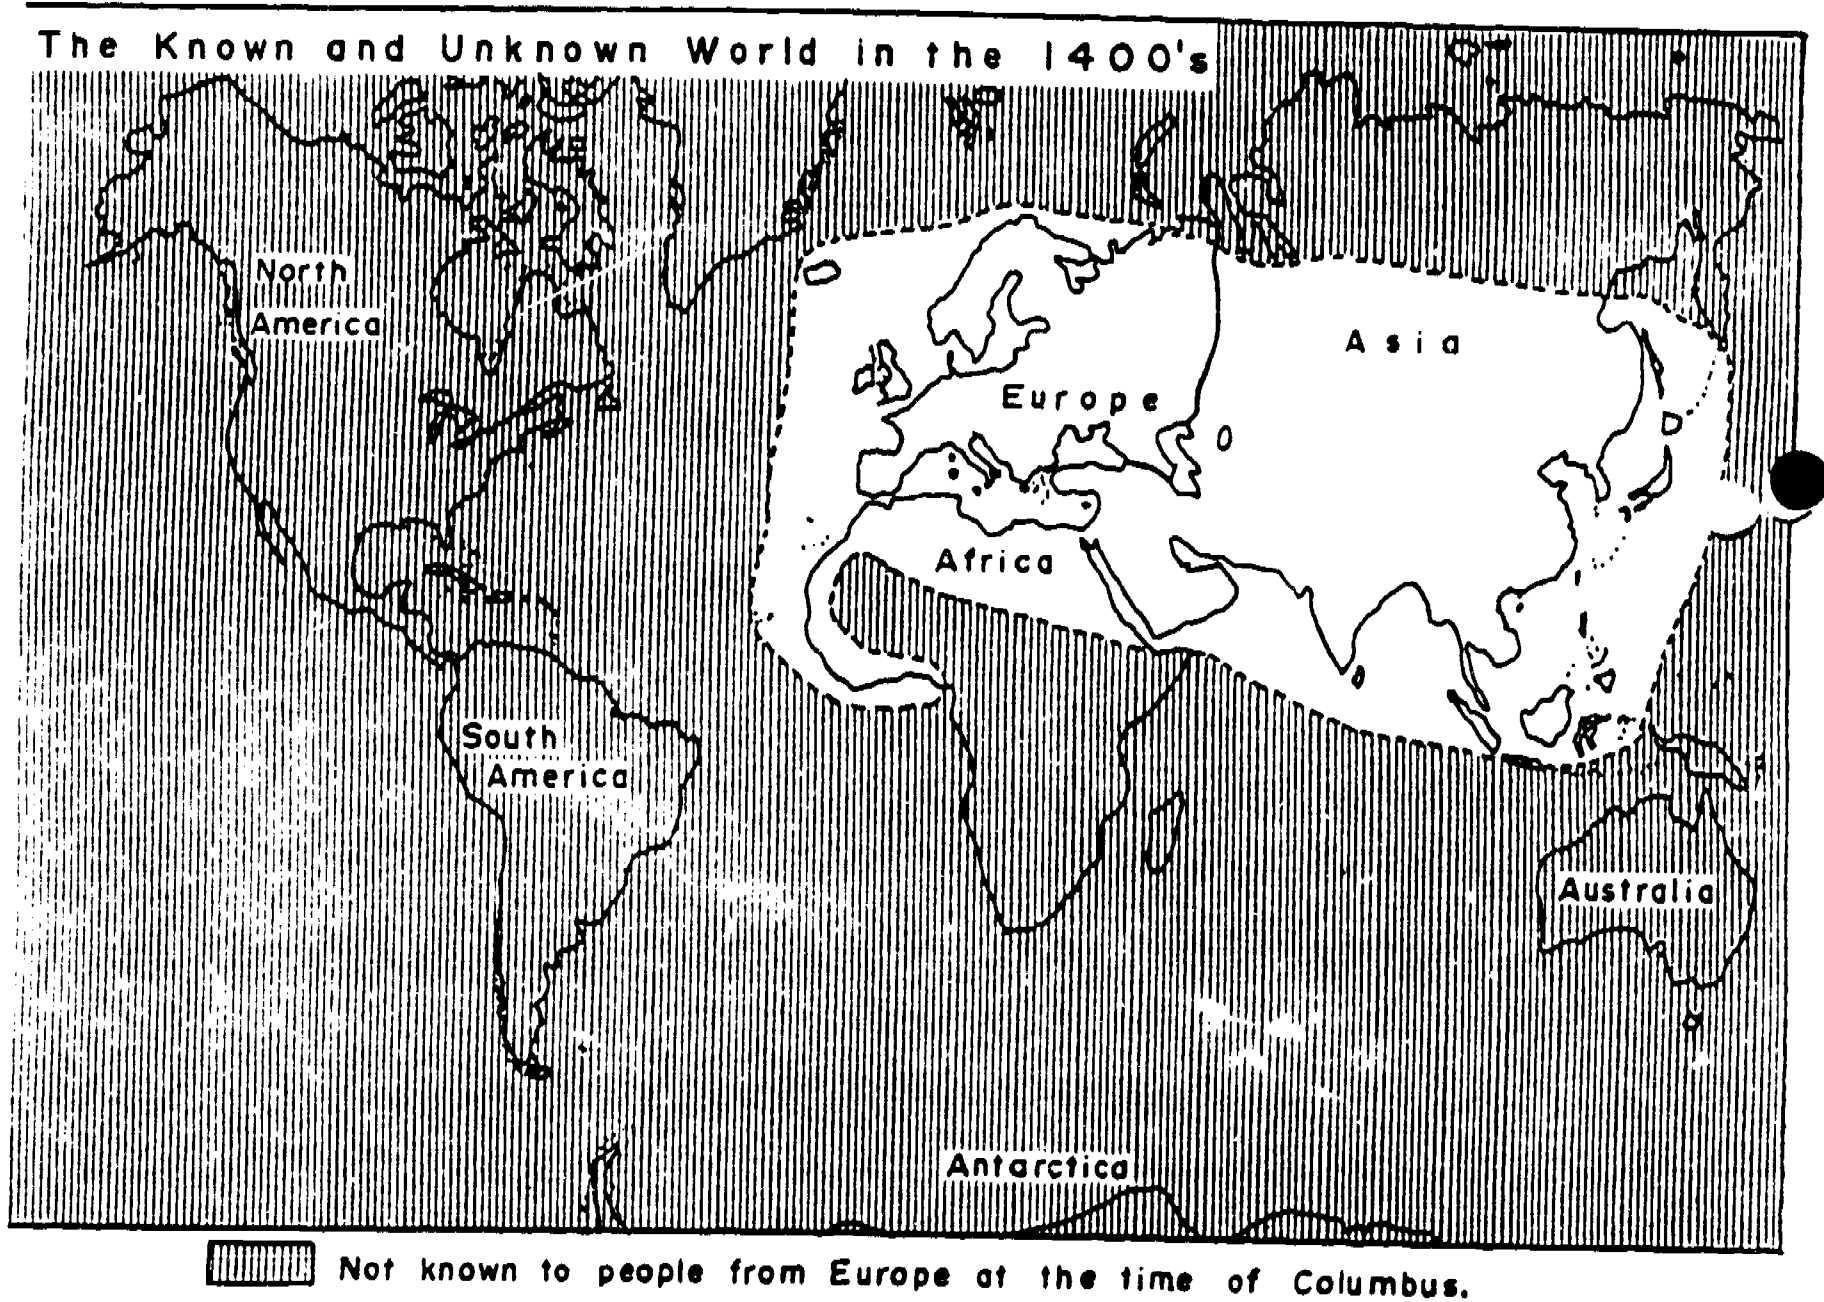 The Known and Unknown World in the 1400's
North
America
Asia
Europe
Africa
South
America
Australia
Antarctica
Not known to people from Europe at the time of Columbus.